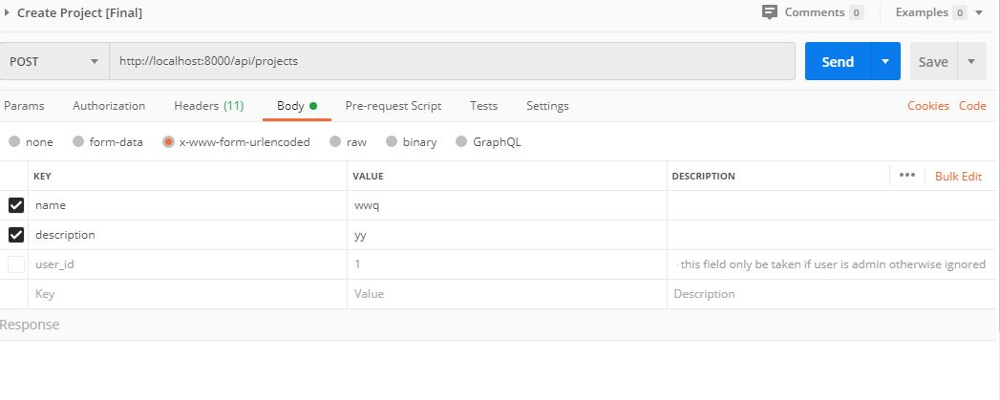 Create Project [Final] Comments 0 Examples 0
POST http://localhost:8000/api/projects Send Save
Params Authorization Headers (11) Body Pre-request Script Tests Settings Cookies Code
none form-data x-www-form-urlencoded raw binary GraphQL
KEY VALUE DESCRIPTION ••• Bulk Edit
name wwq
description yy
user_id 1 - this field only be taken if user is admin otherwise ignored
Key Value Description
Response